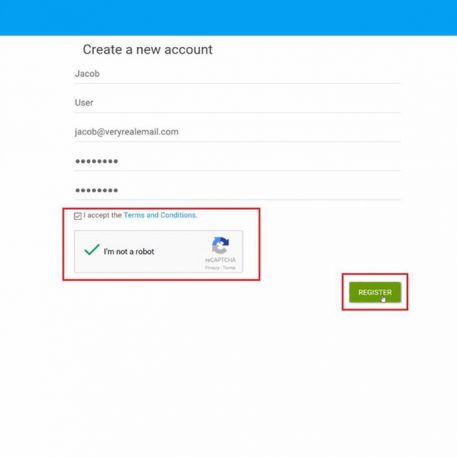 Create a new account
Jacob
User
jacob@veryrealemail.com
●●●●●●●●
●●●●●●●●
I accept the Terms and Conditions.
I'm not a robot
reCAPTCHA
Privacy - Terms
REGISTER